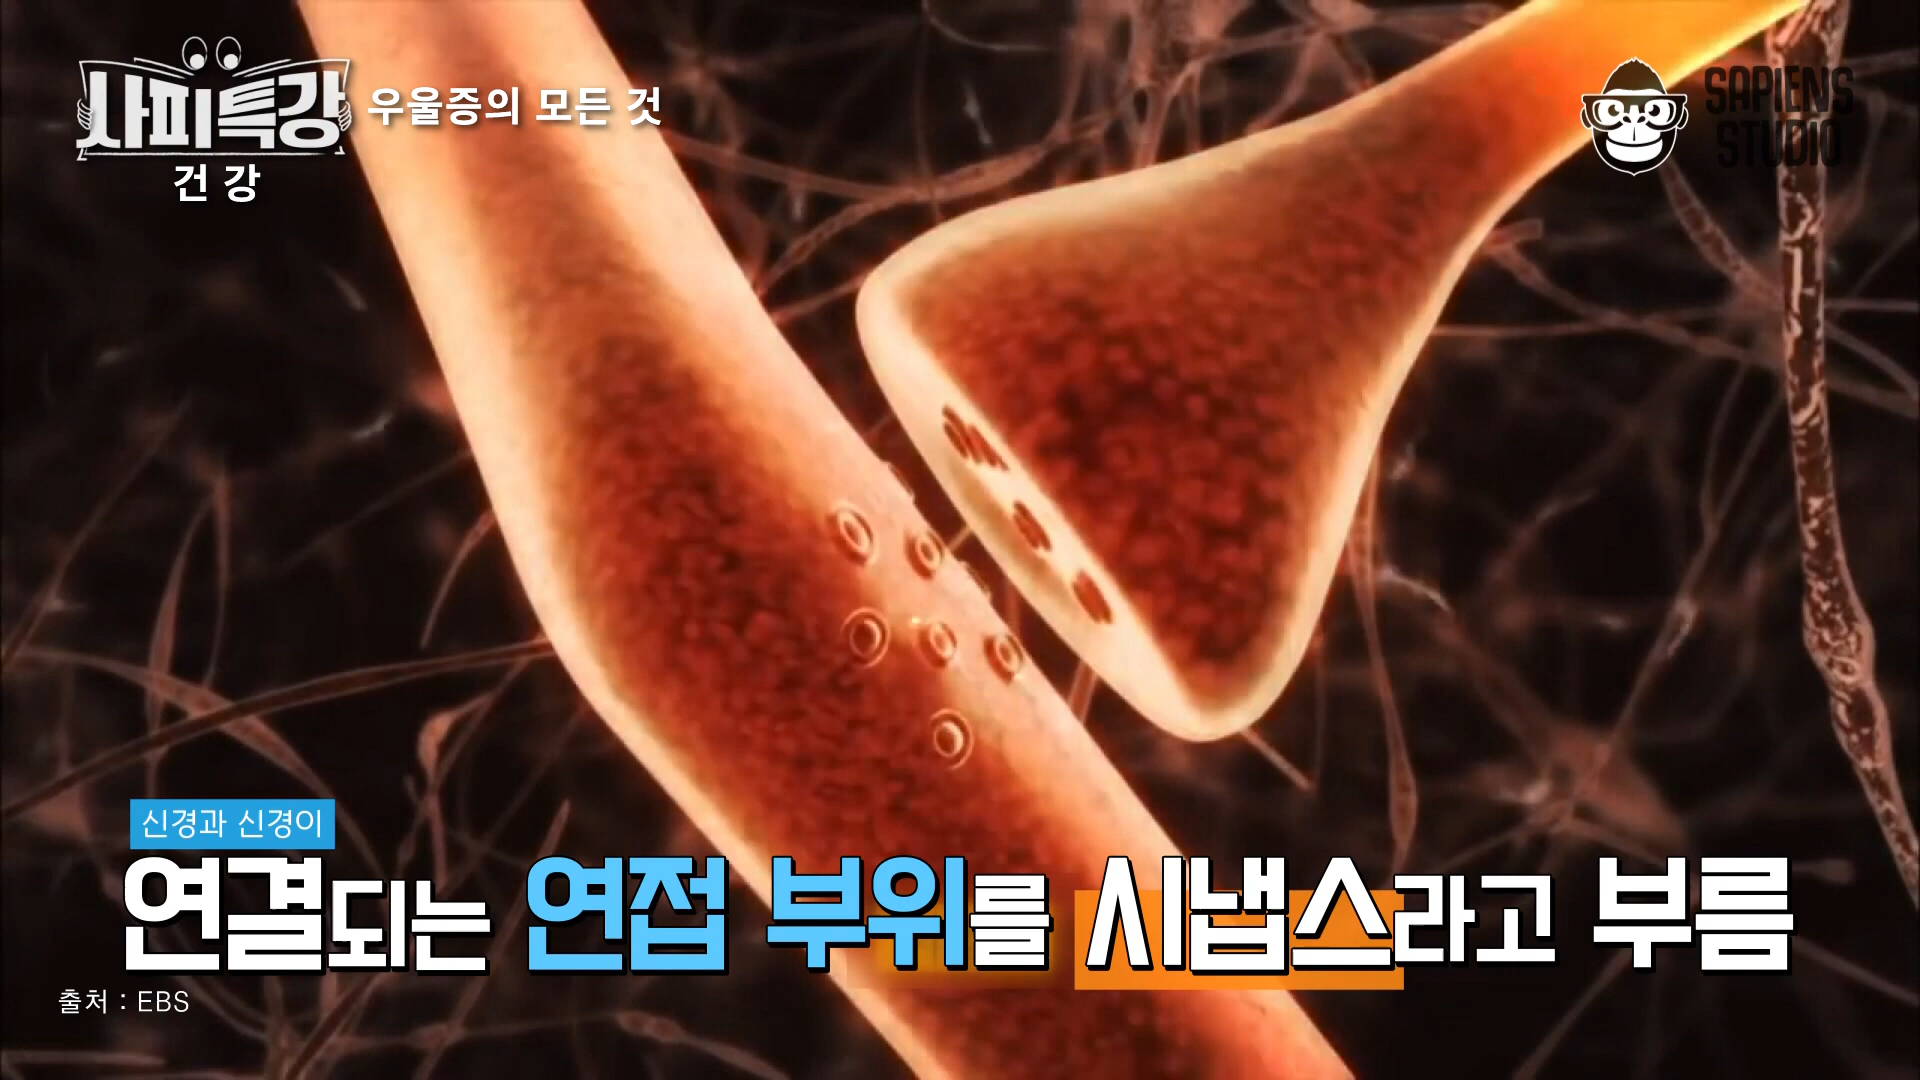 사피특강
건강
우울증의 모든 것
SAPIENS
STUDIO
신경과 신경이
연결되는 연접 부위를 시냅스라고 부름
출처 : EBS